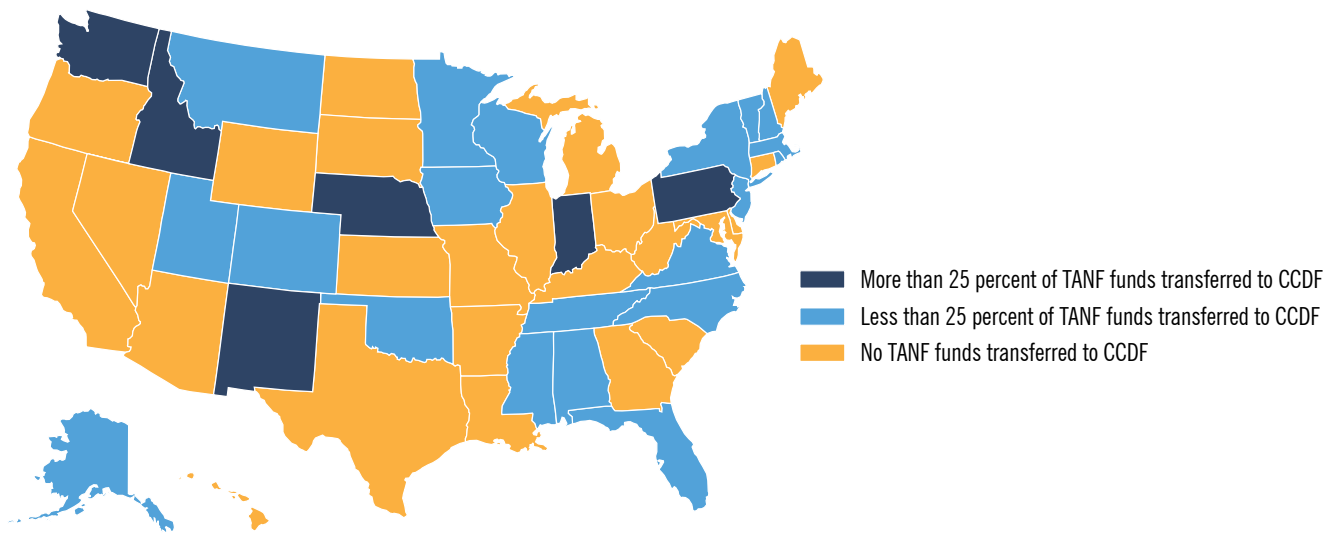 More than 25 percent of TANF funds transferred to CCDF
Less than 25 percent of TANF funds transferred to CCDF
No TANF funds transferred to CCDF